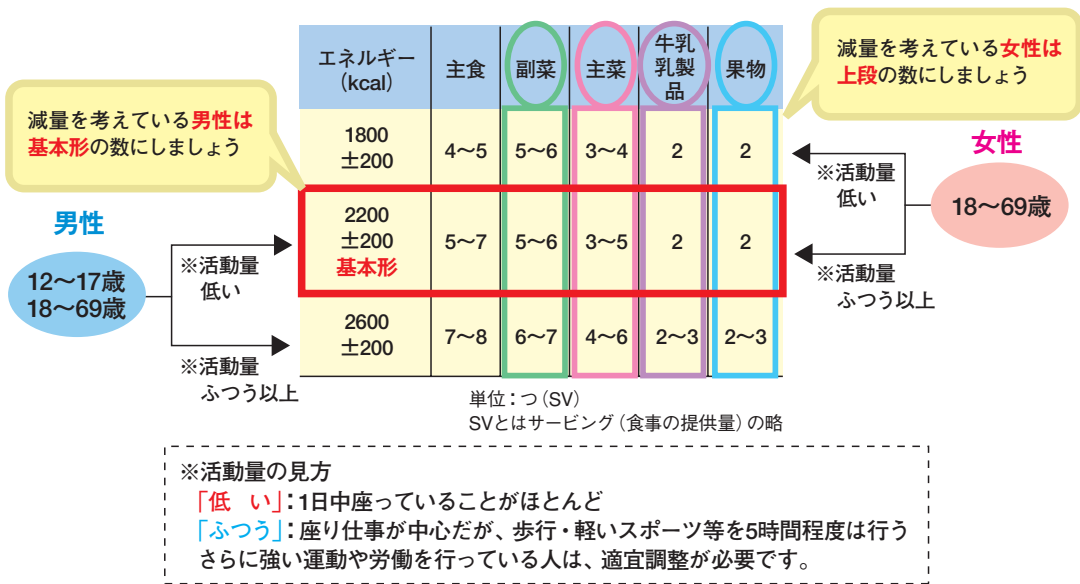 減量を考えている男性は
基本形の数にしましょう
減量を考えている女性は
上段の数にしましょう
エネルギー
(kcal)
主食
副菜
主菜
牛乳
乳製
品
果物
1800
±200
4〜5
5〜6
3〜4
2
2
2200
±200
基本形
5〜7
5〜6
3〜5
2
2
2600
±200
7〜8
6〜7
4〜6
2〜3
2〜3
男性
12〜17歳
18〜69歳
※活動量
低い
※活動量
ふつう以上
女性
18〜69歳
※活動量
低い
※活動量
ふつう以上
単位：つ（SV）
SVとはサービング（食事の提供量）の略
※活動量の見方
「低　い」：1日中座っていることがほとんど
「ふつう」：座り仕事が中心だが、歩行・軽いスポーツ等を5時間程度は行う
さらに強い運動や労働を行っている人は、適宜調整が必要です。